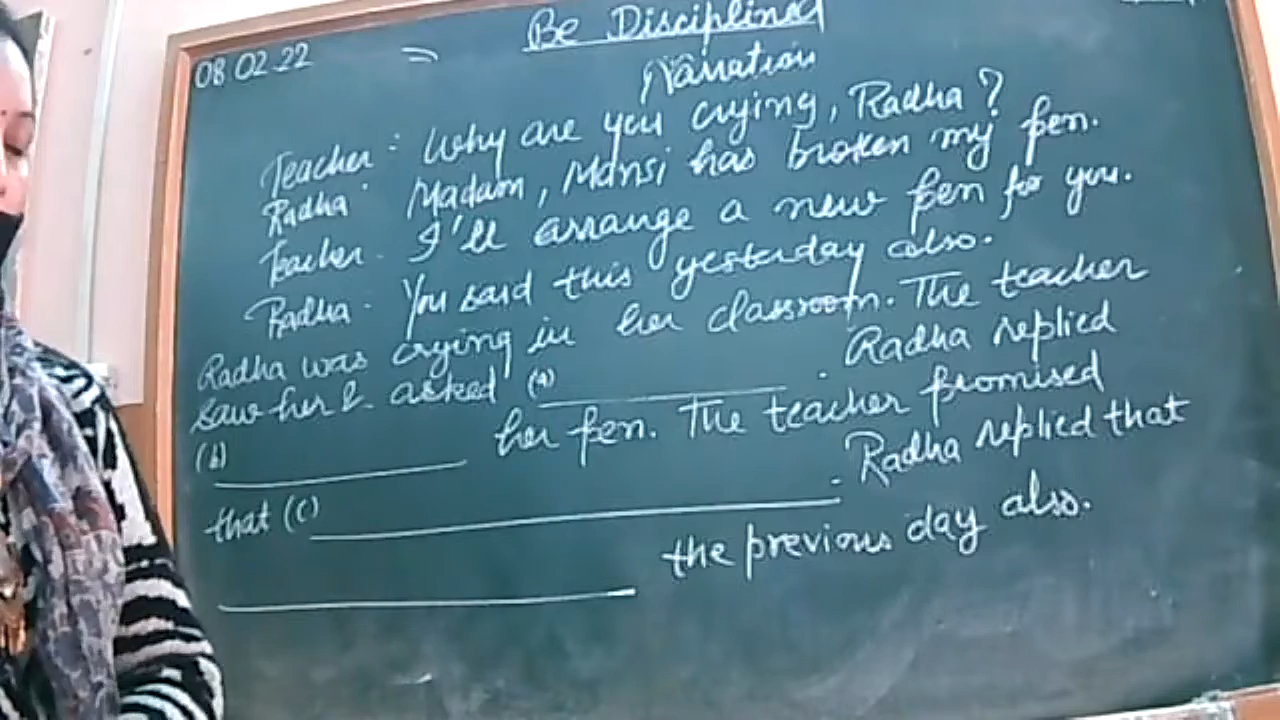 08.02.22
Be Disciplined
Narration
Teacher: Why are you crying, Radha?
Radha: Madam, Mansi has broken my pen.
Teacher - I'll arrange a new pen for you.
Radha - You said this yesterday also.
Radha was crying in her classroom. The teacher
saw her & asked (a) ________. Radha replied
(b) ________ her pen. The teacher promised
that (c) ________. Radha replied that
________ the previous day also.